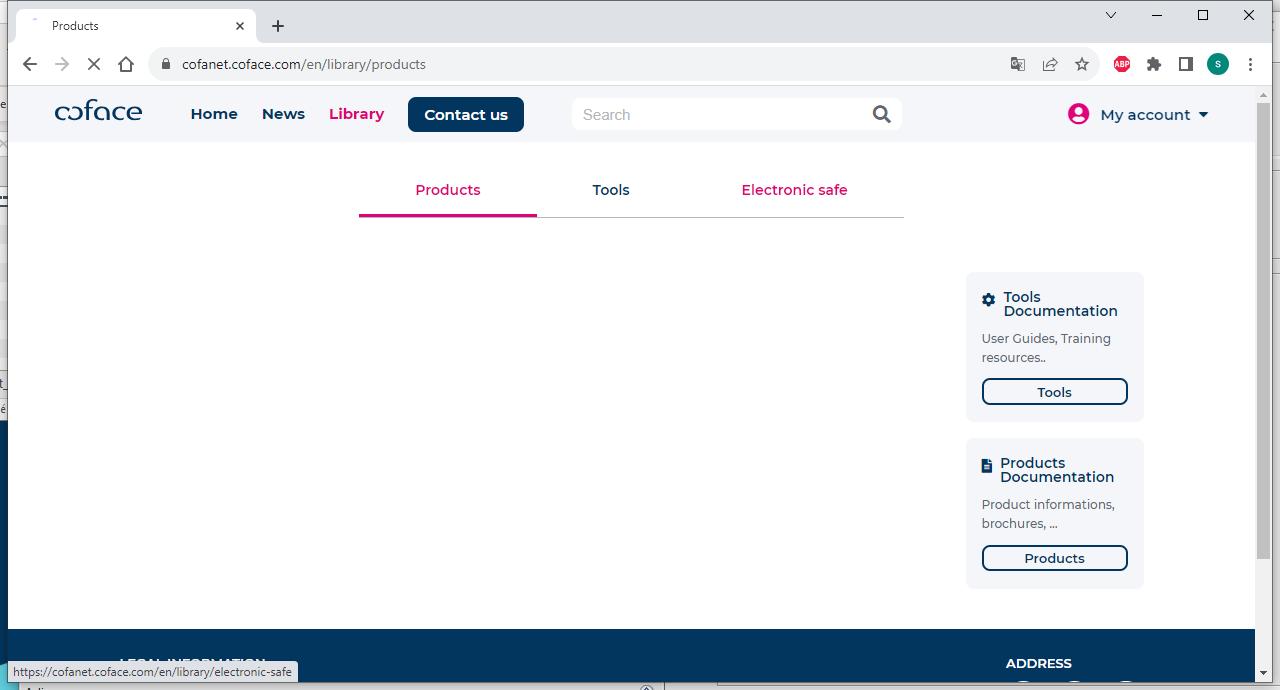 Products
cofanet.coface.com/en/library/products
ABP
S
coface
Home
News
Library
Contact us
Search
My account
Products
Tools
Electronic safe
Tools
Documentation
User Guides, Training
resources..
Tools
Products
Documentation
Product informations,
brochures, ...
Products
LEGAL INFORMATION
ADDRESS
https://cofanet.coface.com/en/library/electronic-safe